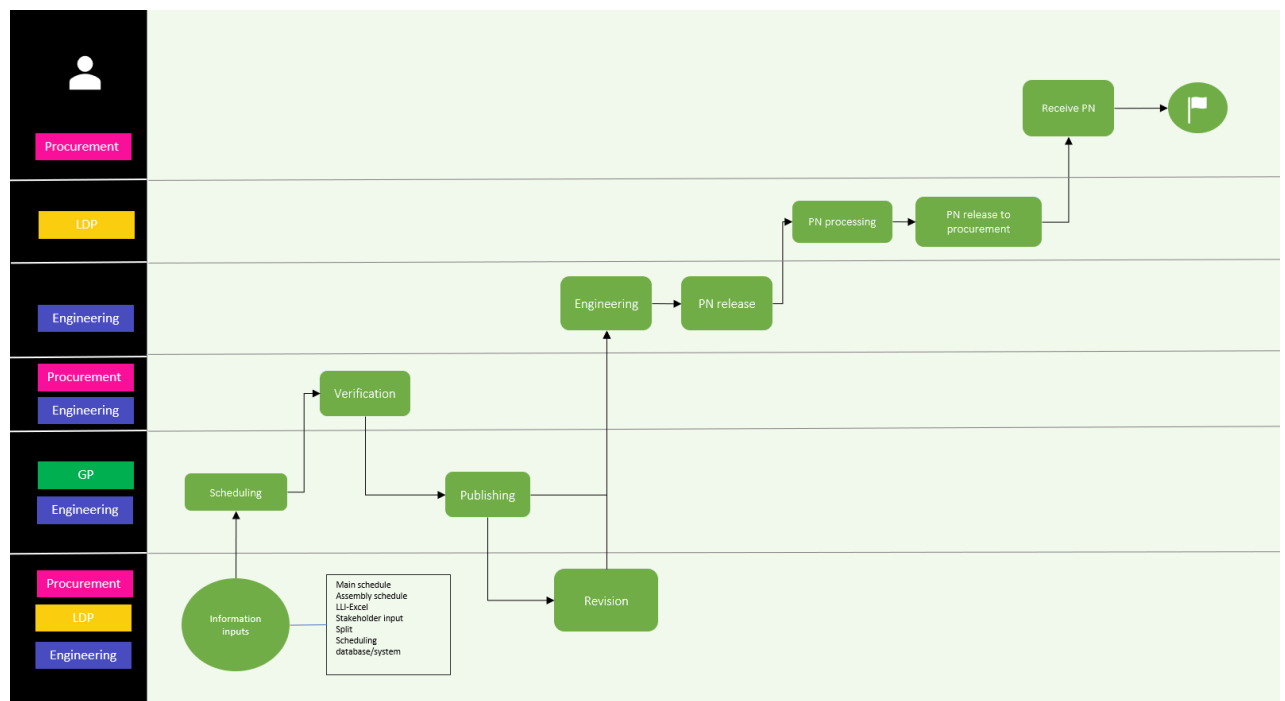 Procurement
Receive PN
LDP
PN processing
PN release to
procurement
Engineering
Engineering
PN release
Procurement
Engineering
Verification
GP
Engineering
Scheduling
Publishing
Procurement
LDP
Engineering
Information
inputs
Main schedule
Assembly schedule
LLI-Excel
Stakeholder input
Split
Scheduling
database/system
Revision